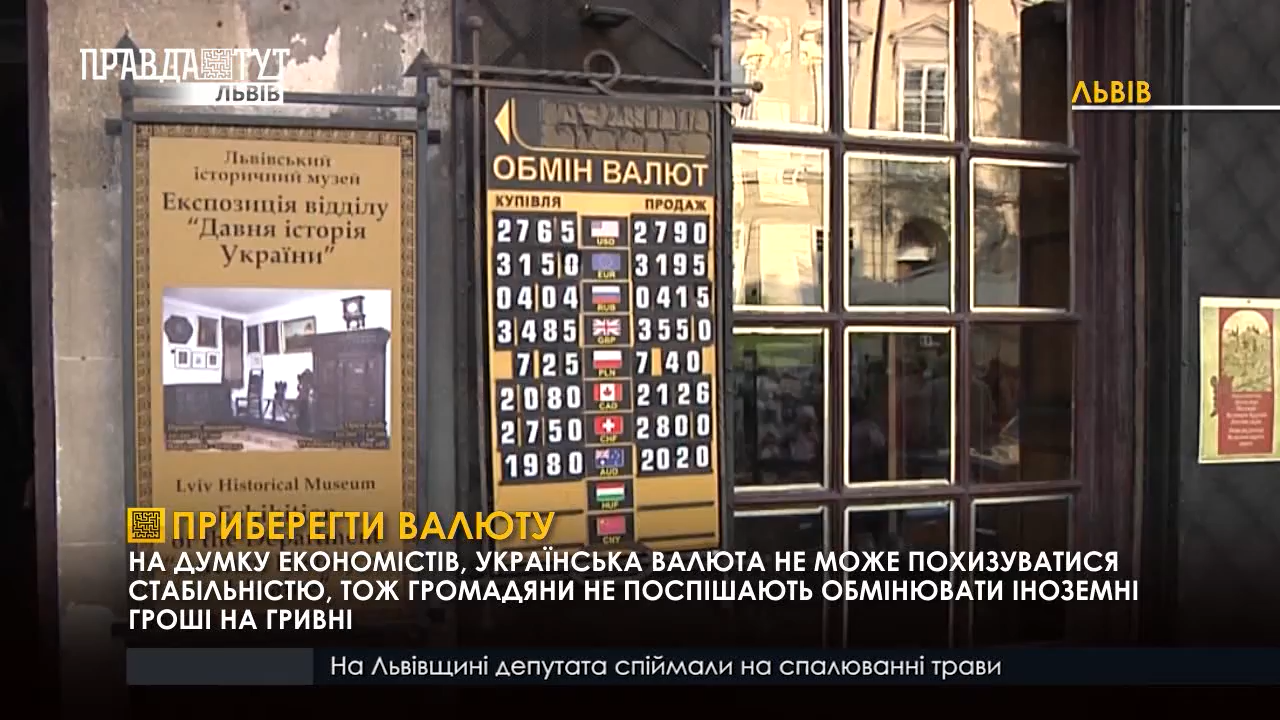 ПРАВДА ТУТ
ЛЬВІВ
ЛЬВІВ
Львівський
історичний музей
Експозиція відділу
“Давня історія
України”
Lviv Historical Museum
Exhibition
ОБМІН ВАЛЮТ
КУПІВЛЯ ПРОДАЖ
2765 USD 2790
3150 EUR 3195
0404 RUB 0415
3485 GBP 3550
725 PLN 740
2080 CAD 2126
2750 CHF 2800
1980 AUD 2020
HUF
CNY
ПРИБЕРЕГТИ ВАЛЮТУ
НА ДУМКУ ЕКОНОМІСТІВ, УКРАЇНСЬКА ВАЛЮТА НЕ МОЖЕ ПОХИЗУВАТИСЯ
СТАБІЛЬНІСТЮ, ТОЖ ГРОМАДЯНИ НЕ ПОСПІШАЮТЬ ОБМІНЮВАТИ ІНОЗЕМНІ
ГРОШІ НА ГРИВНІ
На Львівщині депутата спіймали на спалюванні трави